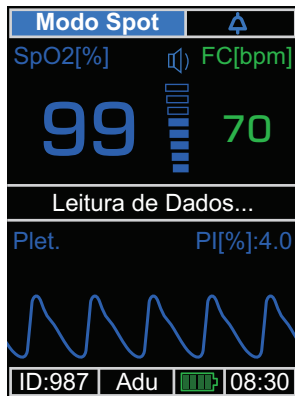 Modo Spot
SpO2[%] FC[bpm]
99 70
Leitura de Dados...
Plet. PI[%]:4.0
ID:987 Adu 08:30